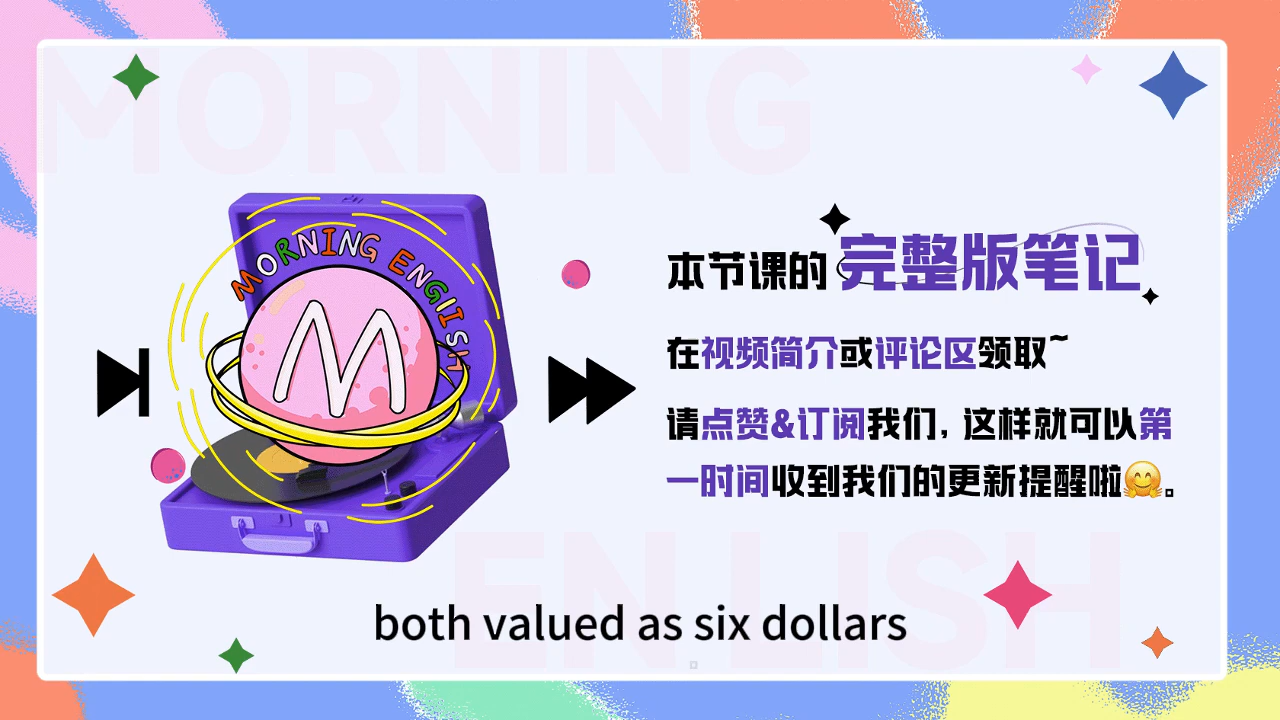 MORNING
MORNING ENGLISH
M
本节课的 完整版笔记
在视频简介或评论区领取~
请点赞&订阅我们, 这样就可以第
一时间收到我们的更新提醒啦🤗。
EN LISH
both valued as six dollars